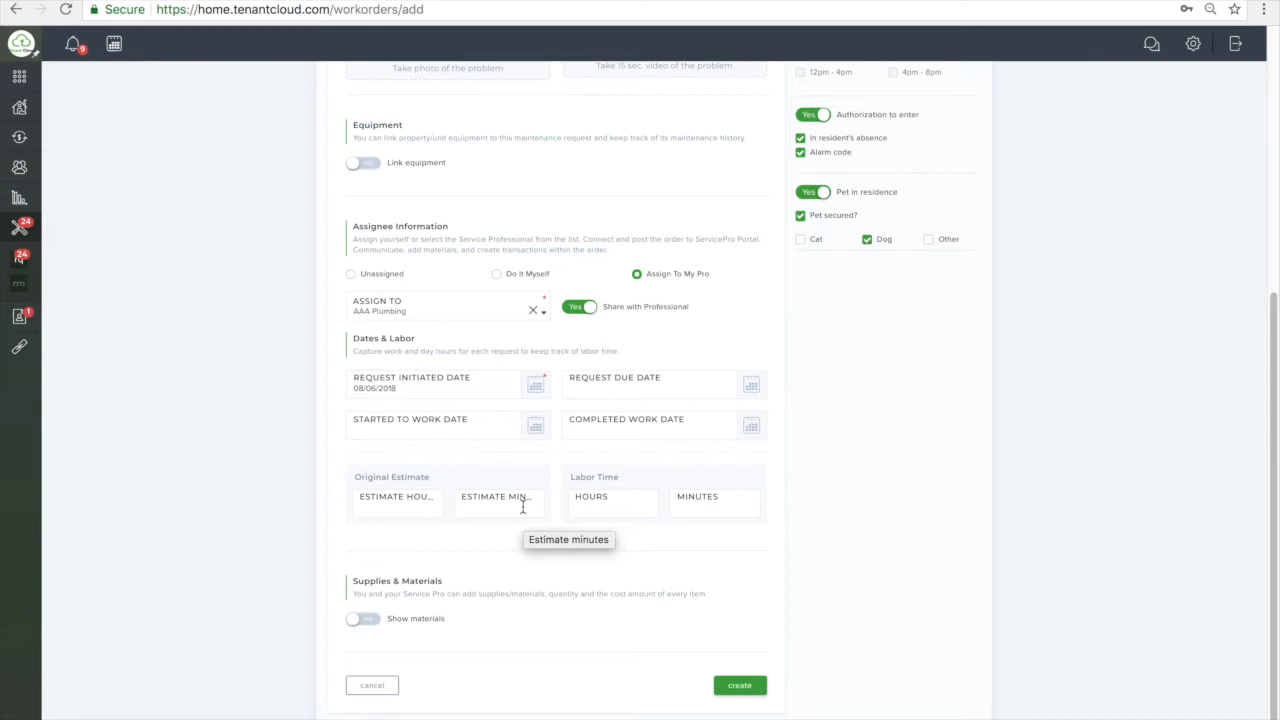 Secure
https://home.tenantcloud.com/workorders/add
9
Take photo of the problem
Take 15 sec. video of the problem
12pm - 4pm
4pm - 8pm
Equipment
You can link property/unit equipment to this maintenance request and keep track of its maintenance history.
no Link equipment
Yes Authorization to enter
In resident's absence
Alarm code
Yes Pet in residence
Pet secured?
Cat Dog Other
24
24
rm
1
Assignee Information
Assign yourself or select the Service Professional from the list. Connect and post the order to ServicePro Portal.
Communicate, add materials, and create transactions within the order.
Unassigned Do It Myself Assign To My Pro
ASSIGN TO *
AAA Plumbing
Yes Share with Professional
Dates & Labor
Capture work and day hours for each request to keep track of labor time.
REQUEST INITIATED DATE *
08/06/2018
REQUEST DUE DATE
STARTED TO WORK DATE
COMPLETED WORK DATE
Original Estimate
ESTIMATE HOU... ESTIMATE MIN...
Labor Time
HOURS MINUTES
Estimate minutes
Supplies & Materials
You and your Service Pro can add supplies/materials, quantity and the cost amount of every item.
no Show materials
cancel
create